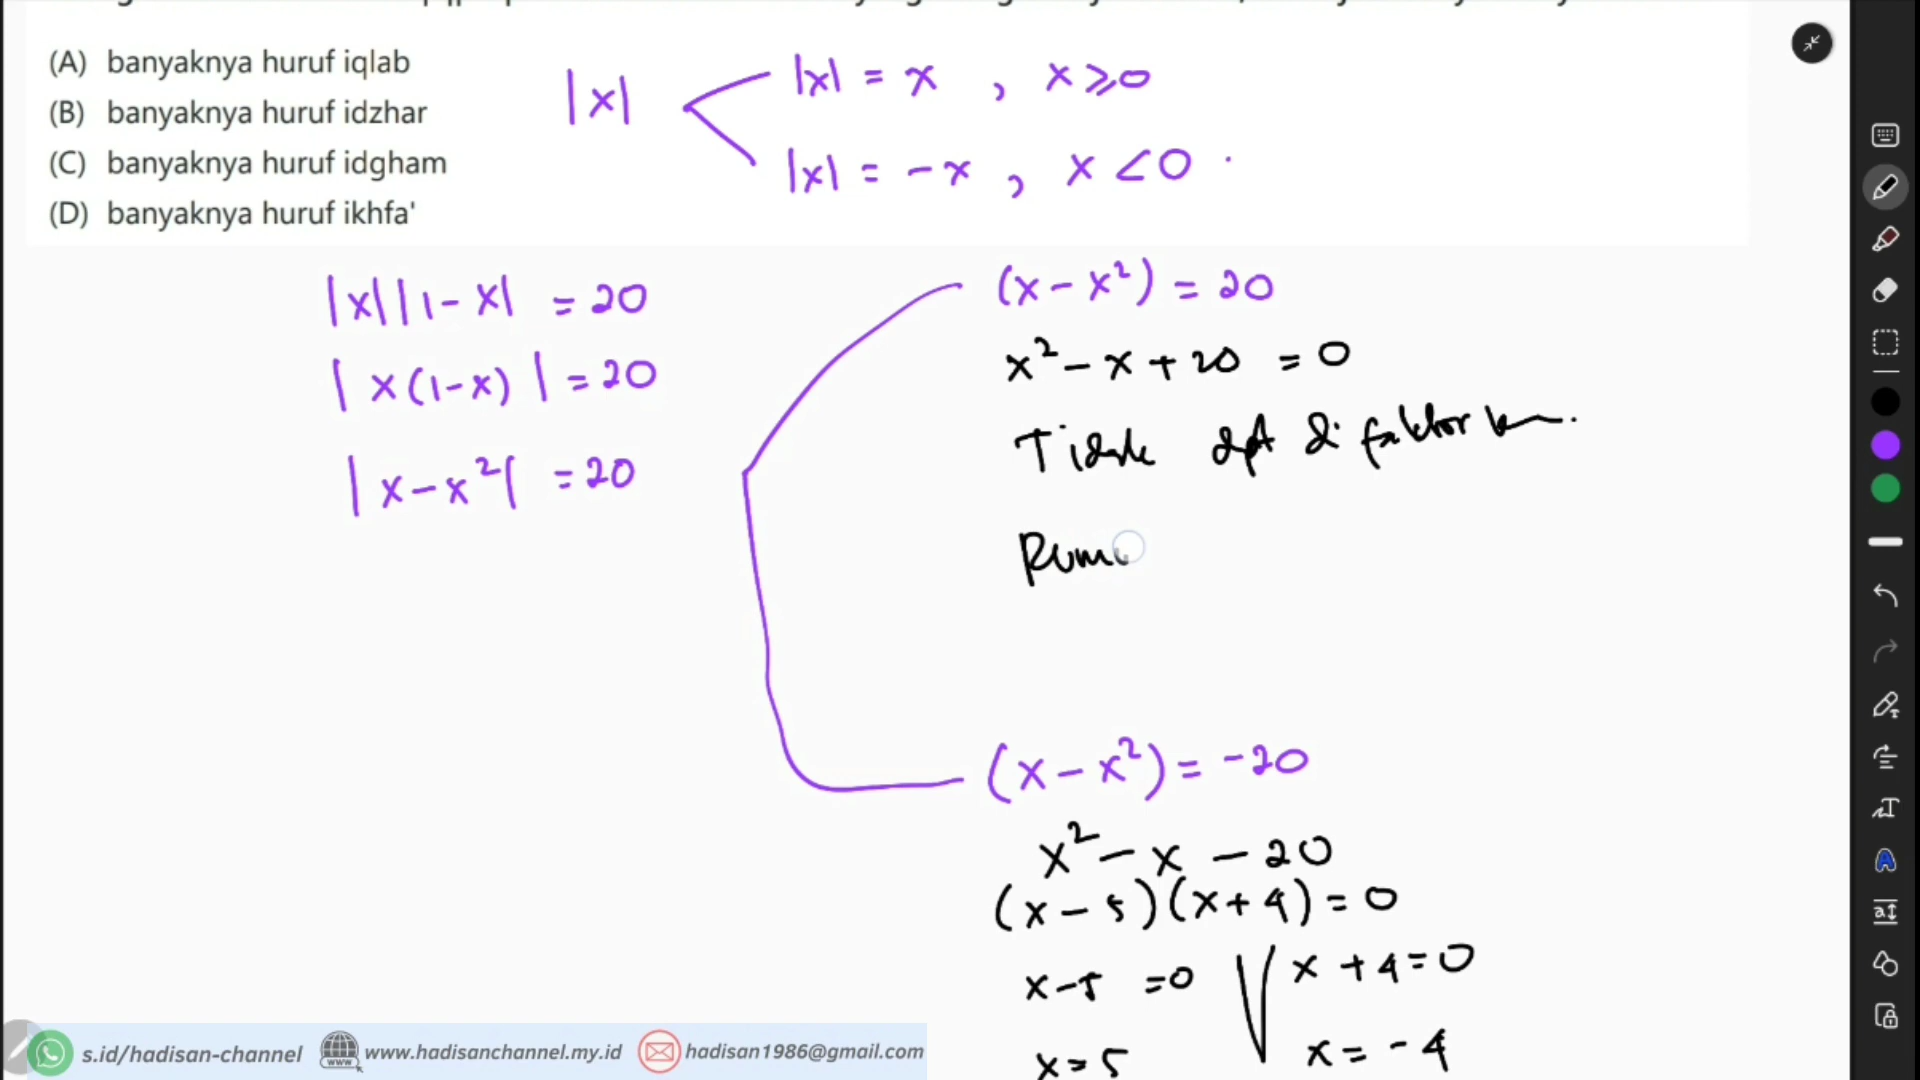 (A) banyaknya huruf iqlab
(B) banyaknya huruf idzhar
(C) banyaknya huruf idgham
(D) banyaknya huruf ikhfa'
|x|
|x| = x , x ≥ 0
|x| = -x , x < 0 .
|x||1-x| = 20
|x(1-x)| = 20
|x-x²| = 20
(x-x²) = 20
x² - x + 20 = 0
Tidak dpt difaktorkan.
Rumu
(x-x²) = -20
x² - x - 20
(x-5)(x+4) = 0
x-5 = 0 V x+4=0
x=5 x = -4
s.id/hadisan-channel www.hadisanchannel.my.id hadisan1986@gmail.com